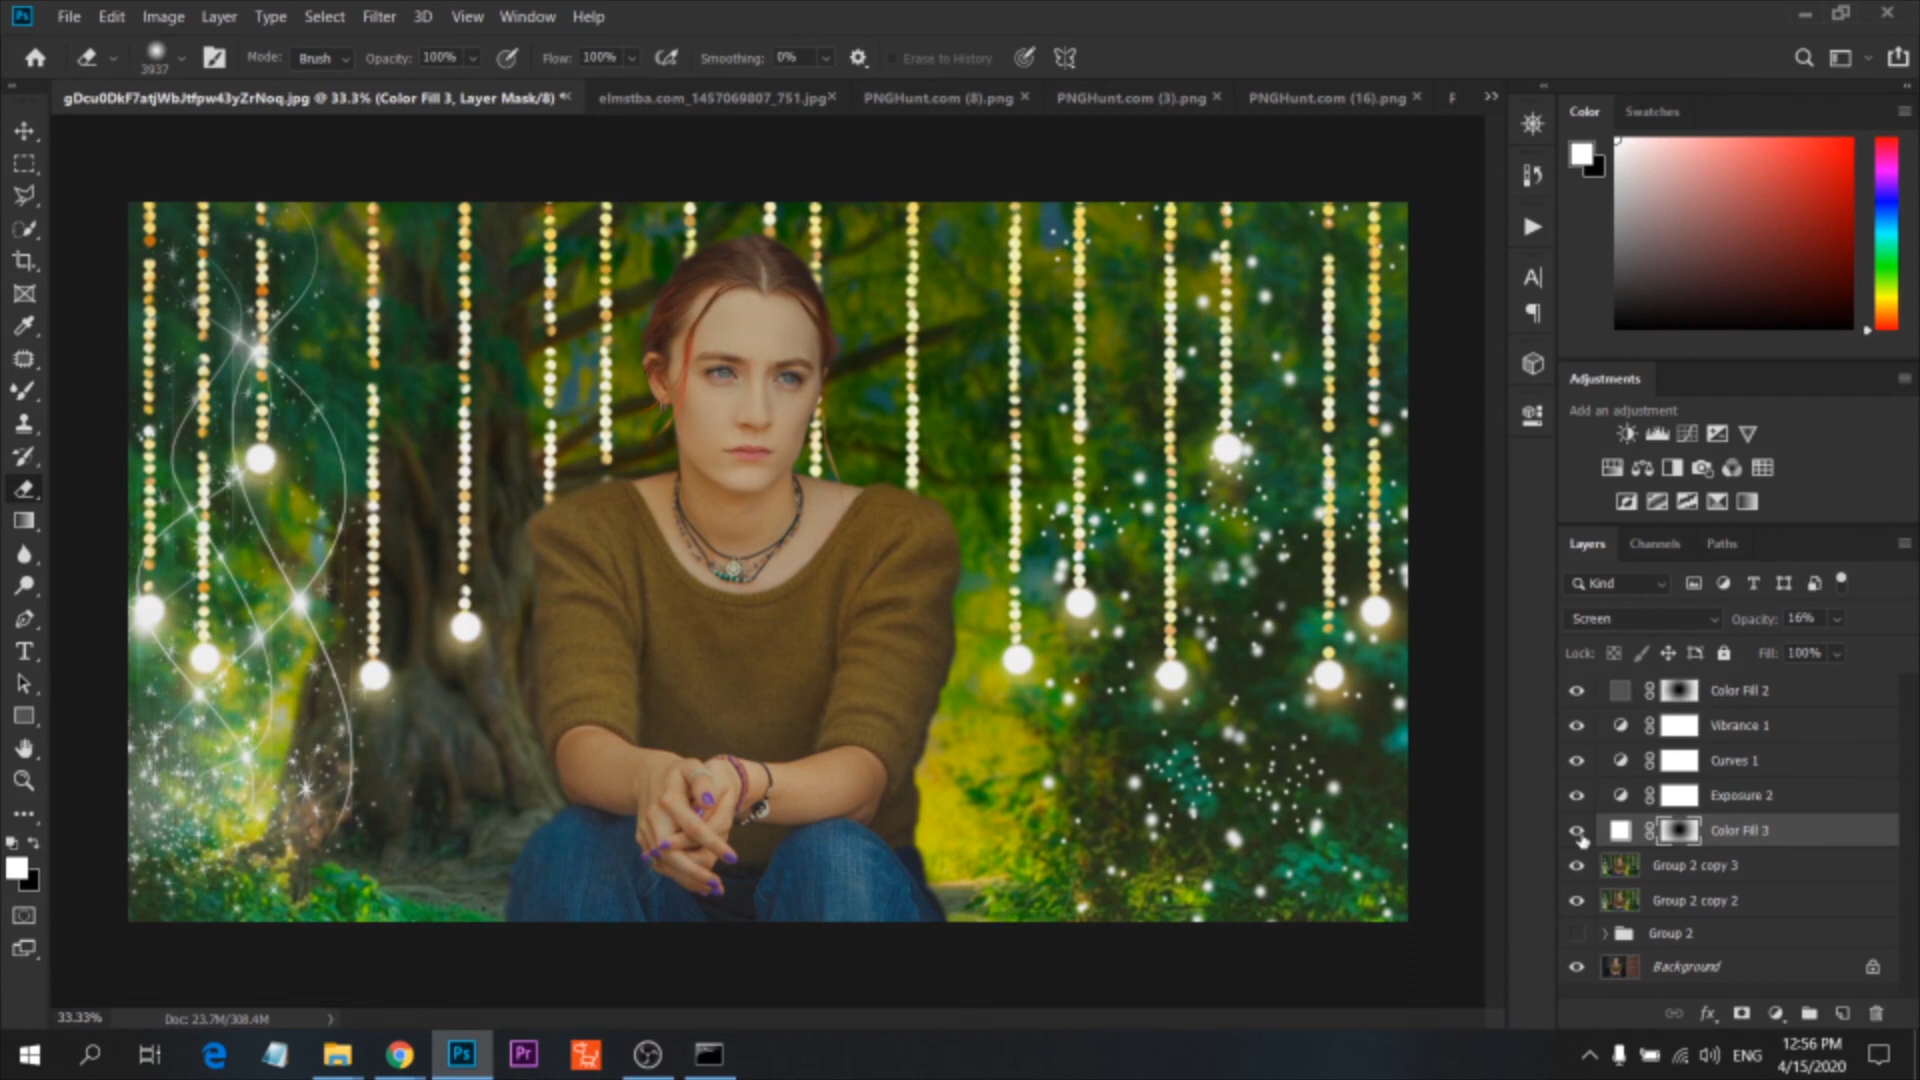 Ps File Edit Image Layer Type Select Filter 3D View Window Help
3937 Mode: Brush Opacity: 100% Flow: 100% Smoothing: 0% Erase to History
gDcu0DkF7atjWbJtfpw43yZrNoq.jpg @ 33.3% (Color Fill 3, Layer Mask/8) * elmstba.com_1457069807_751.jpg PNGHunt.com (8).png PNGHunt.com (3).png PNGHunt.com (16).png
Color Swatches
Adjustments
Add an adjustment
Layers Channels Paths
Kind
Screen Opacity: 16%
Lock: Fill: 100%
Color Fill 2
Vibrance 1
Curves 1
Exposure 2
Color Fill 3
Group 2 copy 3
Group 2 copy 2
Group 2
Background
33.33% Doc: 23.7M/308.4M
Ps Pr ENG 12:56 PM
4/15/2020